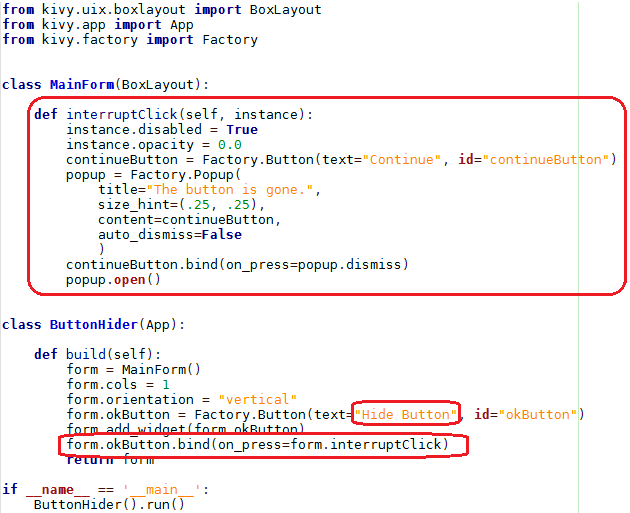 from kivy.uix.boxlayout import BoxLayout
from kivy.app import App
from kivy.factory import Factory
class MainForm(BoxLayout):
def interruptClick(self, instance):
instance.disabled = True
instance.opacity = 0.0
continueButton = Factory.Button(text="Continue", id="continueButton")
popup = Factory.Popup(
title="The button is gone.",
size_hint=(.25, .25),
content=continueButton,
auto_dismiss=False
)
continueButton.bind(on_press=popup.dismiss)
popup.open()
class ButtonHider(App):
def build(self):
form = MainForm()
form.cols = 1
form.orientation = "vertical"
form.okButton = Factory.Button(text="Hide Button", id="okButton")
form.add_widget(form.okButton)
form.okButton.bind(on_press=form.interruptClick)
return form
if __name__ == '__main__':
ButtonHider().run()